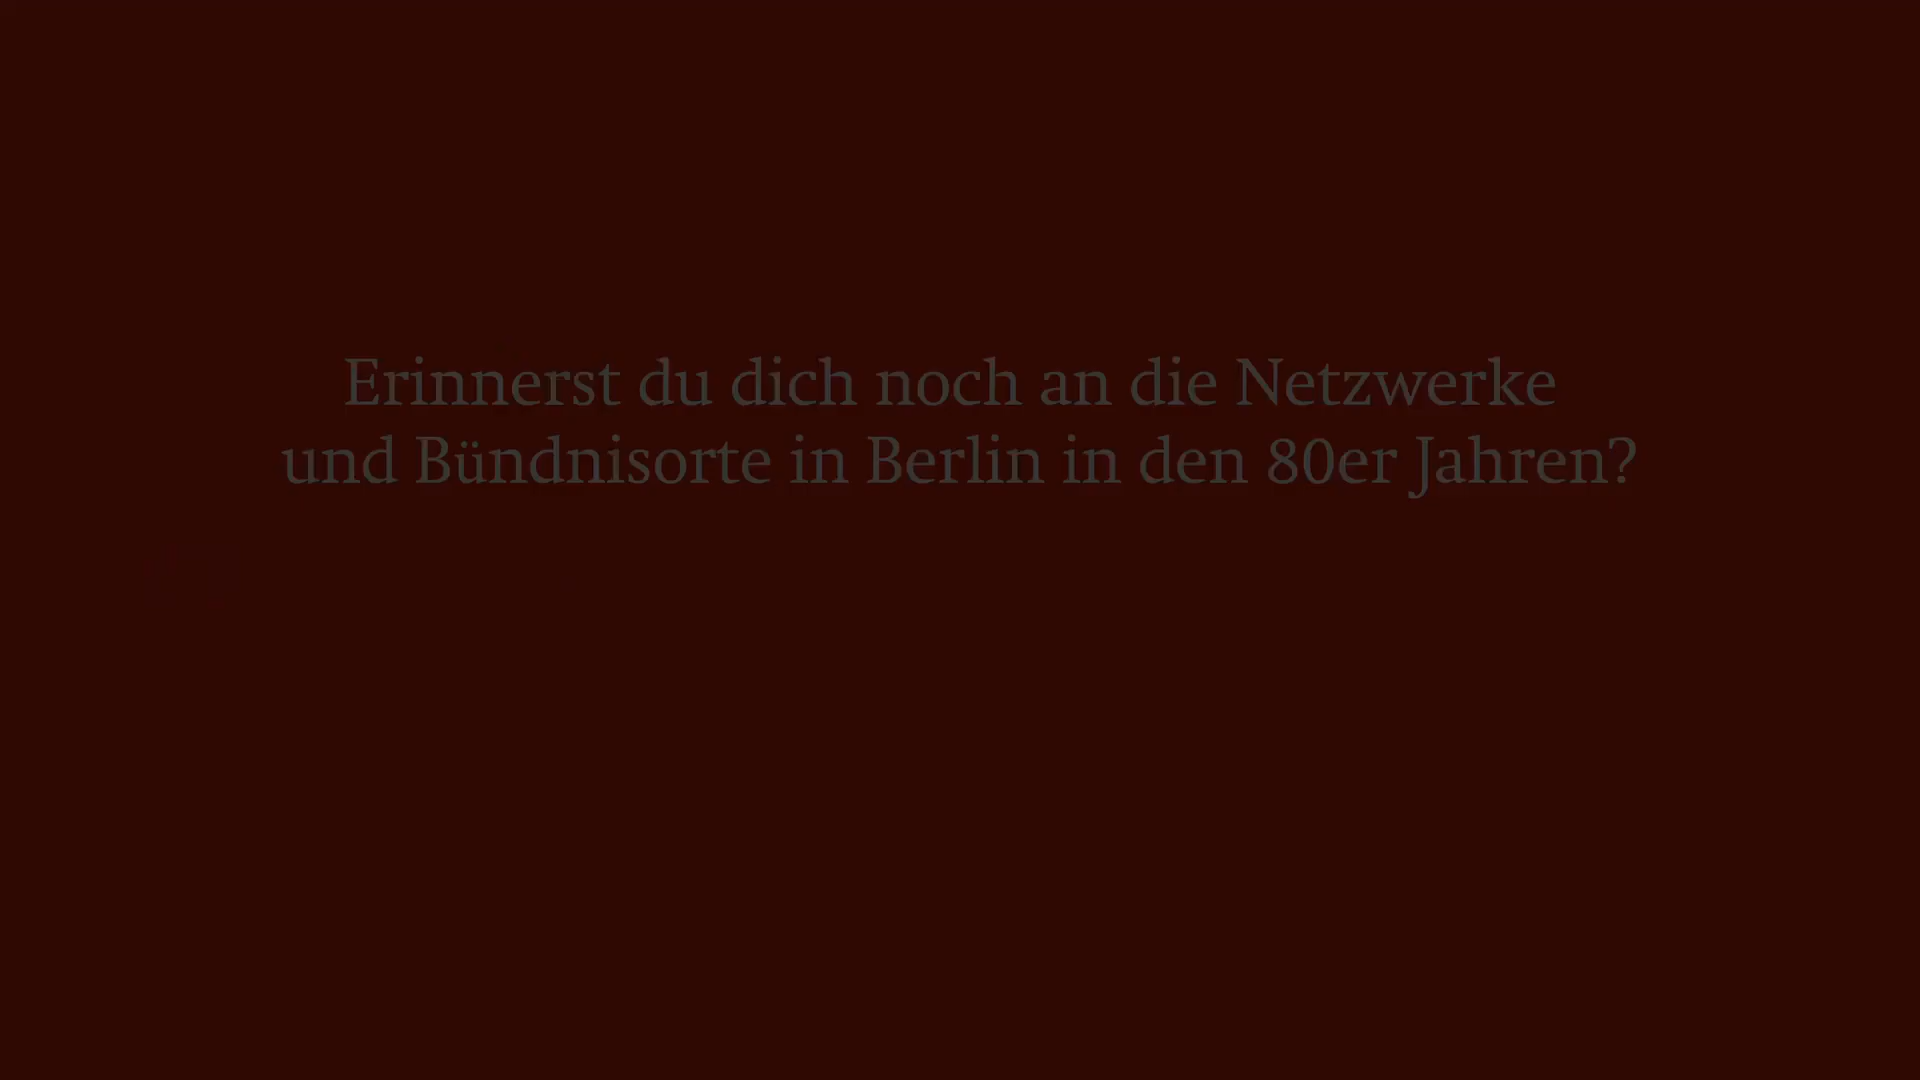 Erinnerst du dich noch an die Netzwerke
und Bündnisorte in Berlin in den 80er Jahren?